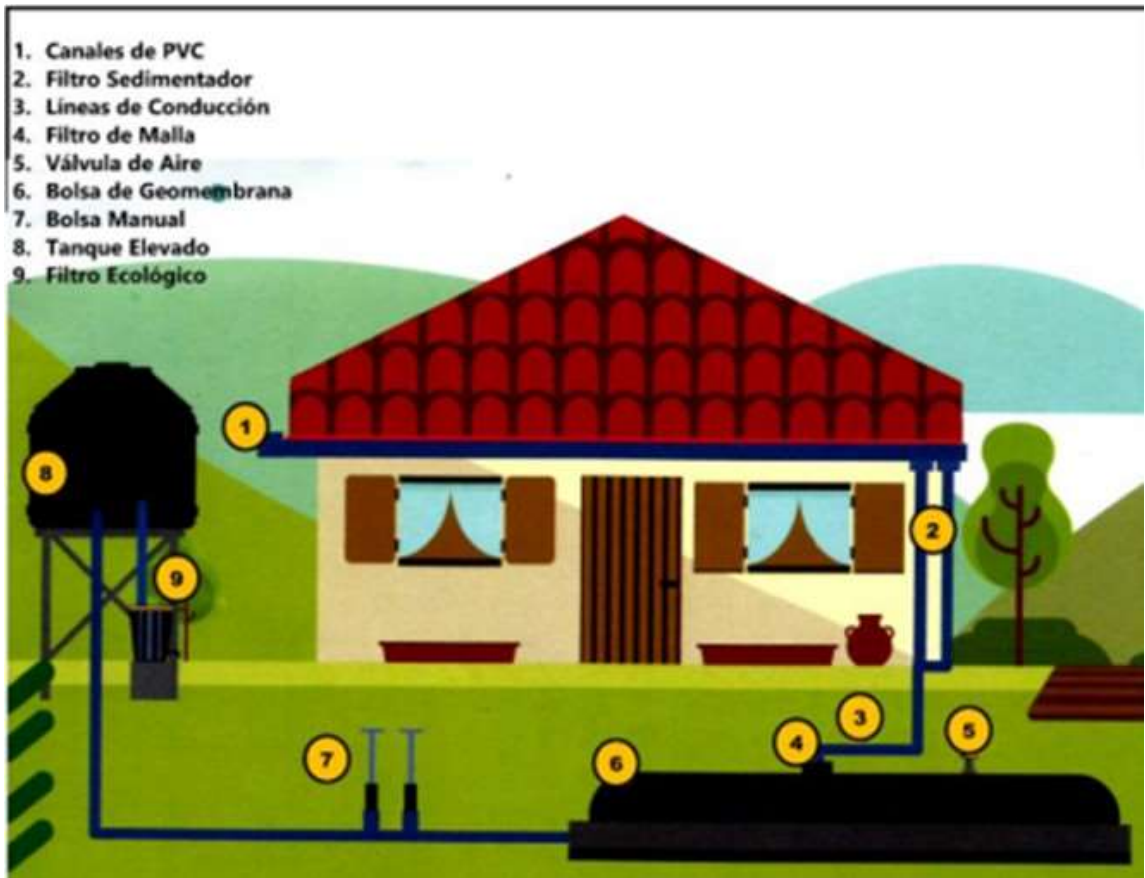 1. Canales de PVC
2. Filtro Sedimentador
3. Líneas de Conducción
4. Filtro de Malla
5. Válvula de Aire
6. Bolsa de Geomembrana
7. Bolsa Manual
8. Tanque Elevado
9. Filtro Ecológico
1
8
2
9
3
7
4
6
5